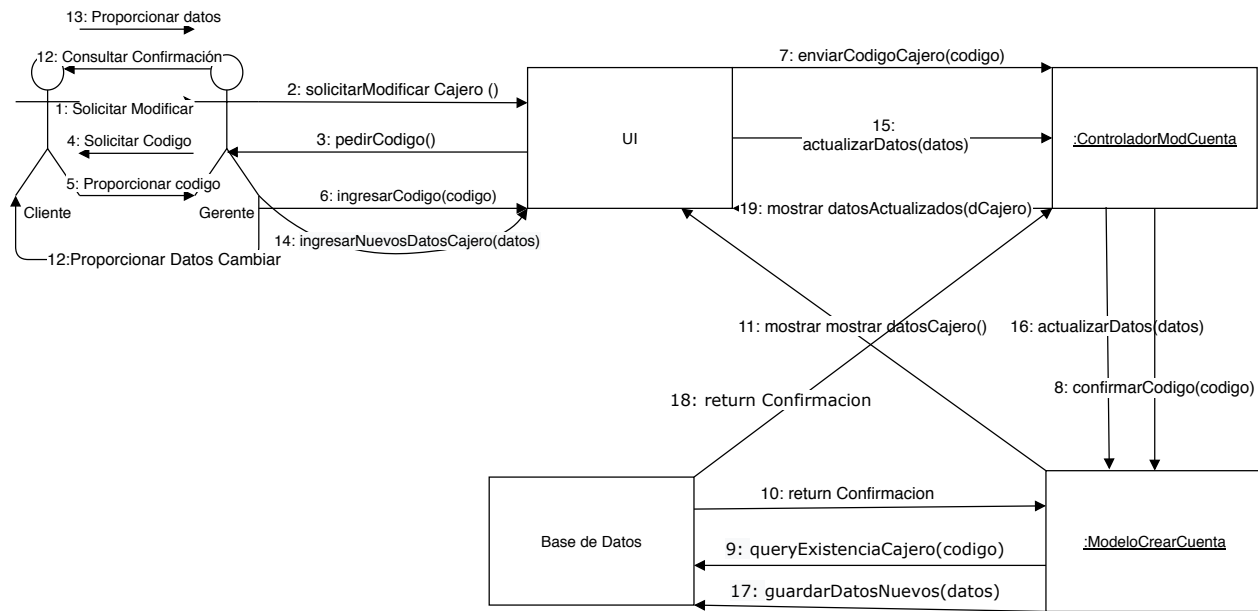 13: Proporcionar datos
12: Consultar Confirmación
1: Solicitar Modificar
4: Solicitar Codigo
5: Proporcionar codigo
Cliente
Gerente
12:Proporcionar Datos Cambiar
2: solicitarModificar Cajero ()
3: pedirCodigo()
6: ingresarCodigo(codigo)
14: ingresarNuevosDatosCajero(datos)
UI
7: enviarCodigoCajero(codigo)
15:
actualizarDatos(datos)
19: mostrar datosActualizados(dCajero)
:ControladorModCuenta
11: mostrar mostrar datosCajero()
16: actualizarDatos(datos)
8: confirmarCodigo(codigo)
18: return Confirmacion
Base de Datos
10: return Confirmacion
9: queryExistenciaCajero(codigo)
17: guardarDatosNuevos(datos)
:ModeloCrearCuenta